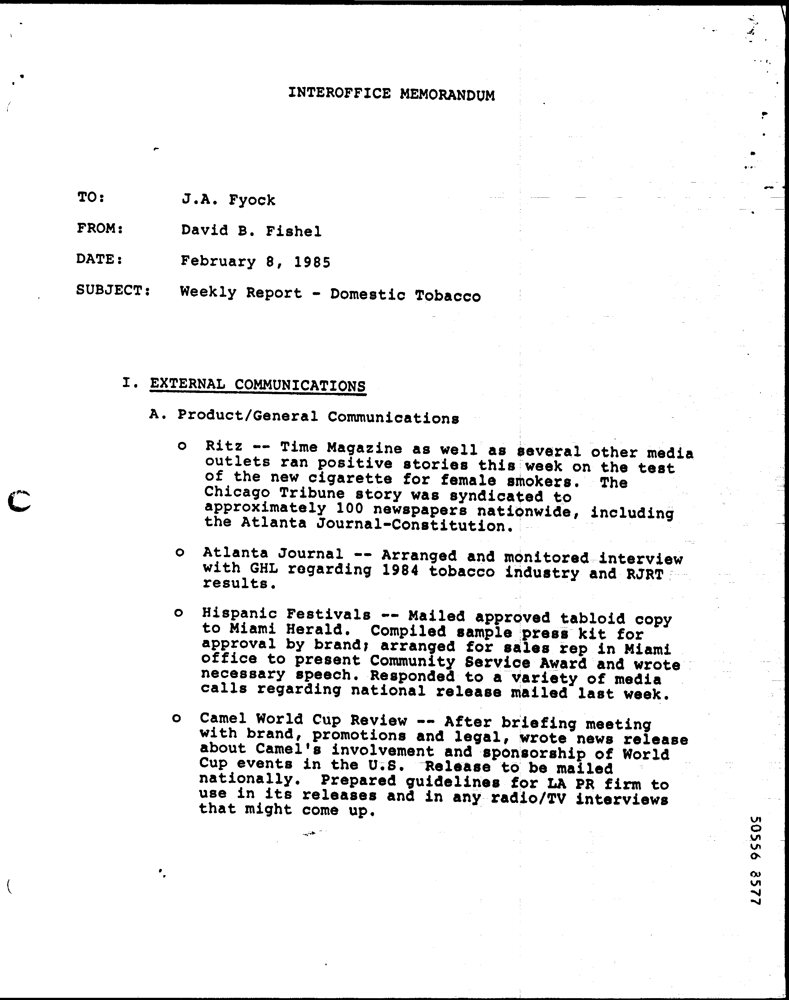 INTEROFFICE MEMORANDUM
TO: J.A. Fyock
FROM: David B. Fishel
DATE: February 8, 1985
SUBJECT: Weekly Report - Domestic Tobacco
I. EXTERNAL COMMUNICATIONS
A. Product/General Communications
o Ritz -- Time Magazine as well as several other media
outlets ran positive stories this week on the test
of the new cigarette for female smokers. The
Chicago Tribune story was syndicated to
approximately 100 newspapers nationwide, including
the Atlanta Journal-Constitution.
o Atlanta Journal -- Arranged and monitored interview
with GHL regarding 1984 tobacco industry and RJRT
results.
o Hispanic Festivals -- Mailed approved tabloid copy
to Miami Herald. Compiled sample press kit for
approval by brand; arranged for sales rep in Miami
office to present Community Service Award and wrote
necessary speech. Responded to a variety of media
calls regarding national release mailed last week.
o Camel World Cup Review -- After briefing meeting
with brand, promotions and legal, wrote news release
about Camel's involvement and sponsorship of World
Cup events in the U.S. Release to be mailed
nationally. Prepared guidelines for LA PR firm to
use in its releases and in any radio/TV interviews
that might come up.
50556 8577